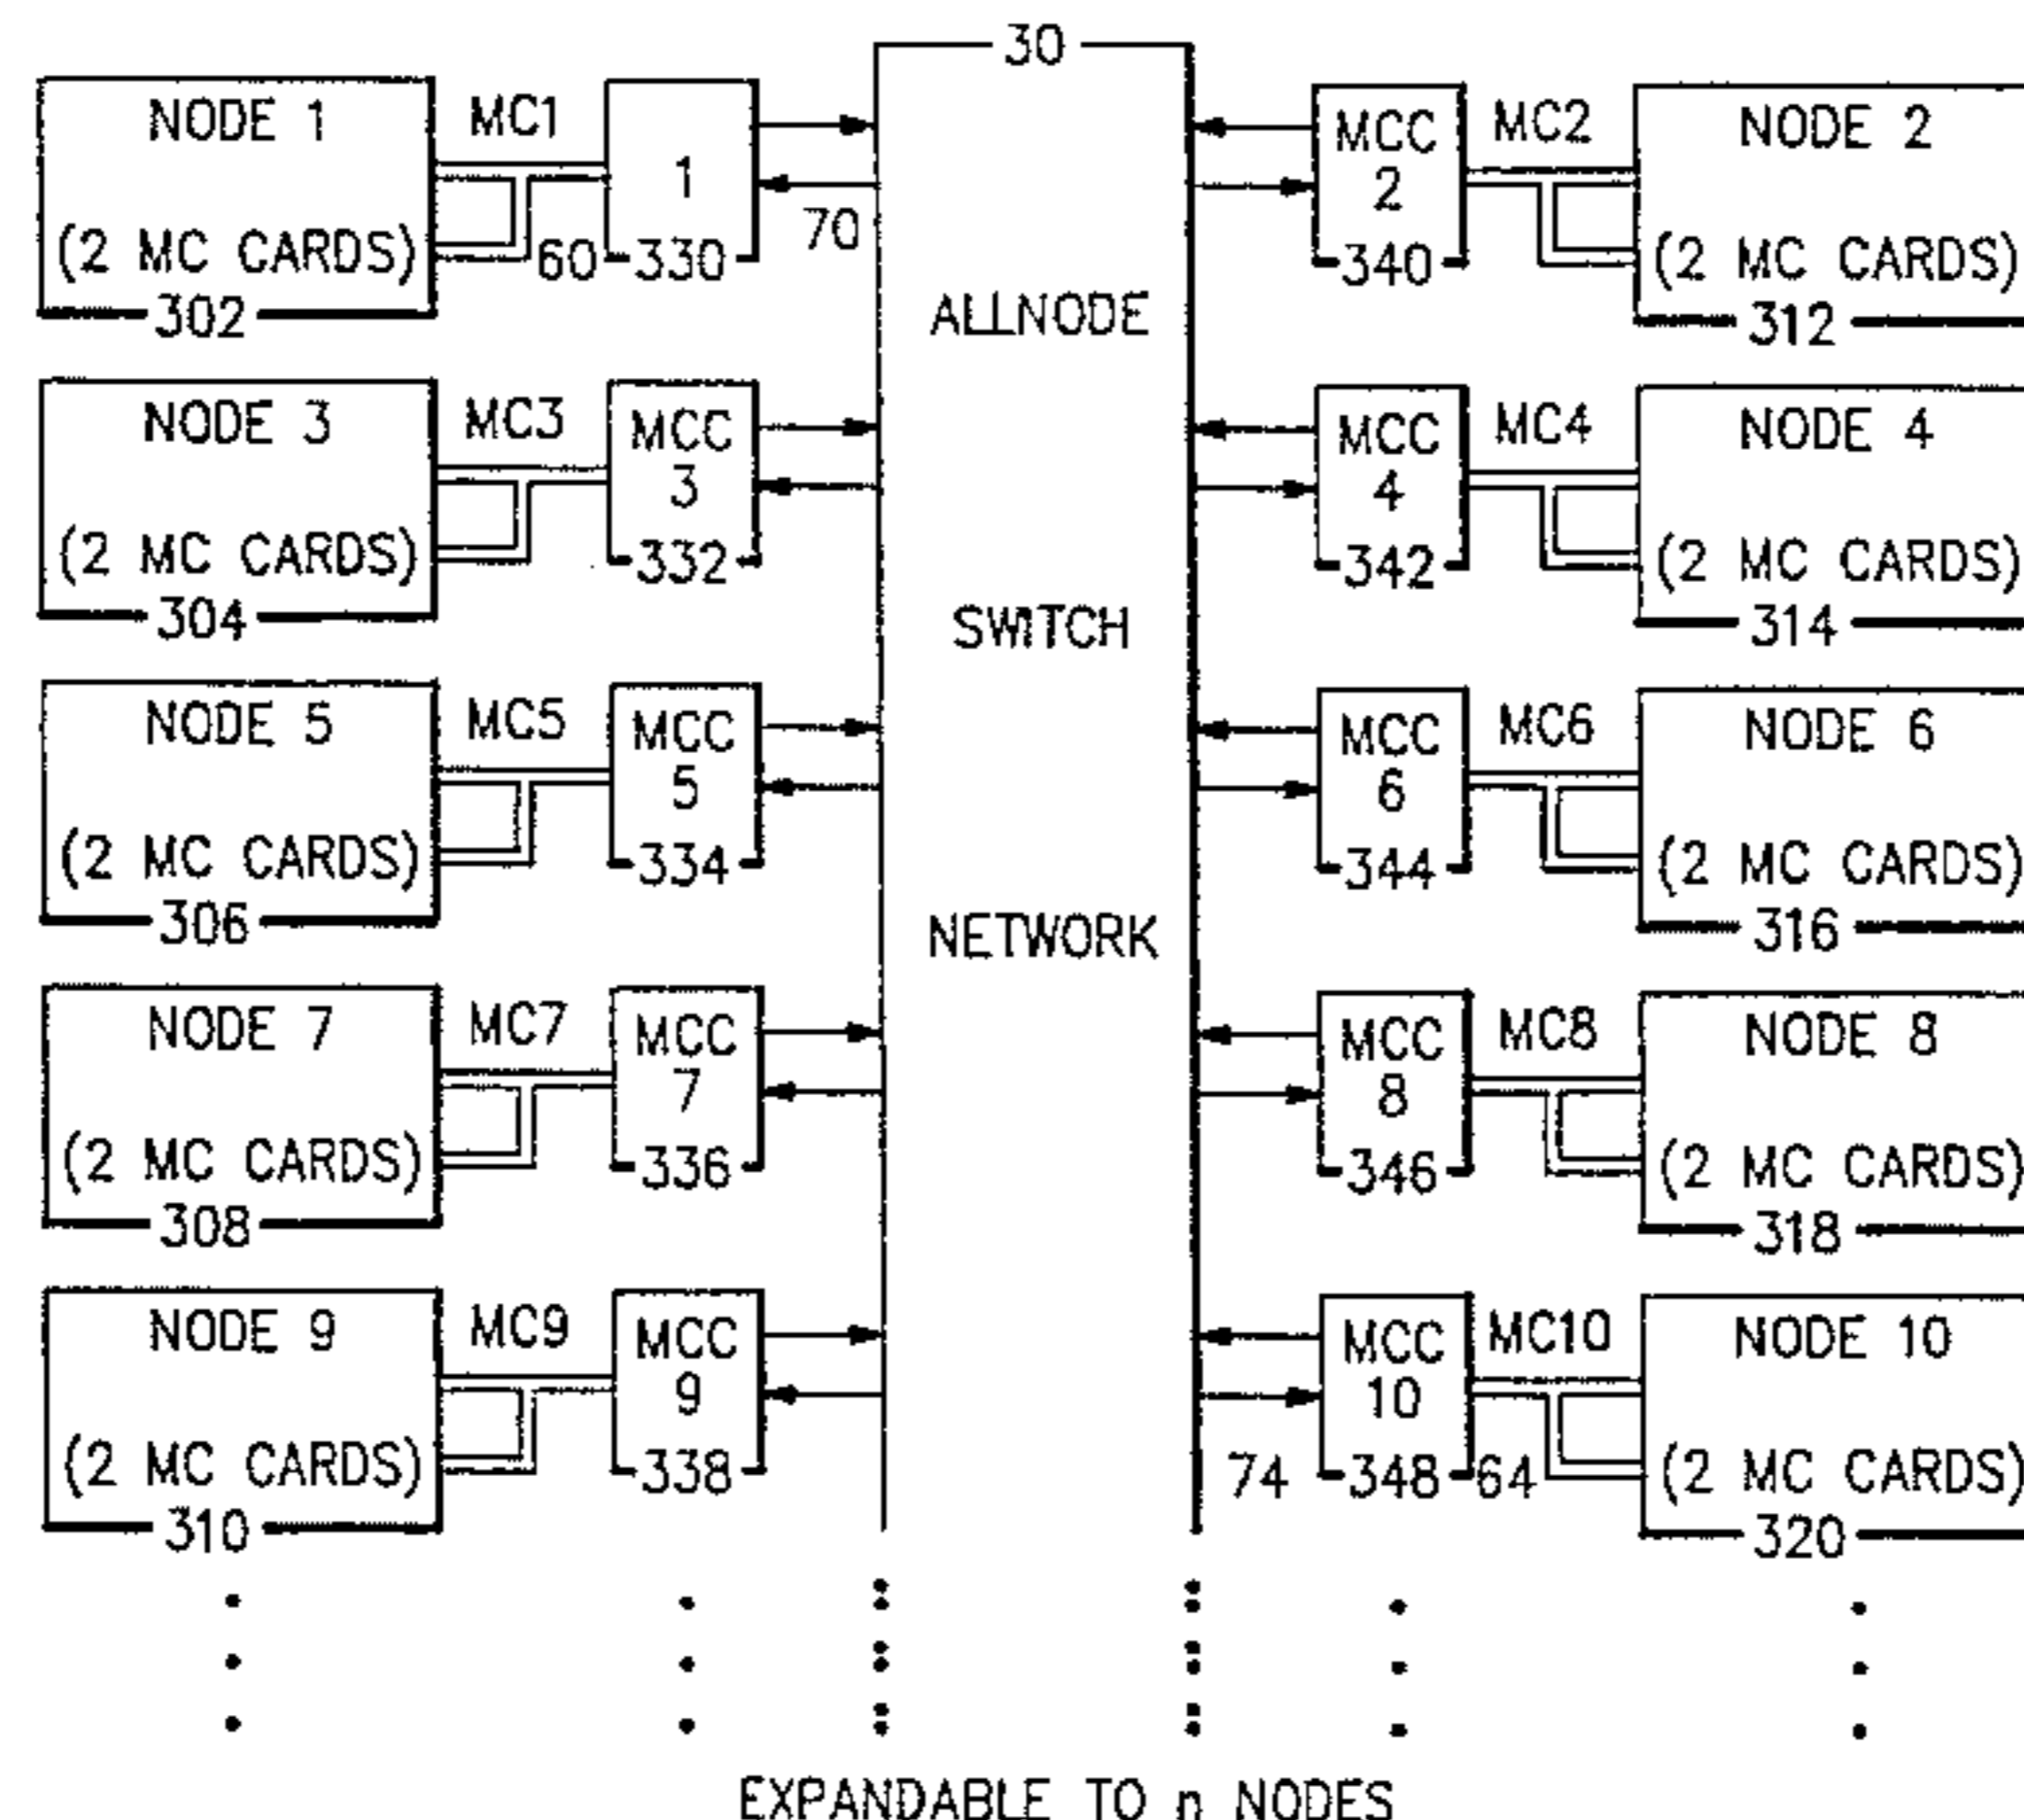 30
NODE 1
(2 MC CARDS)
302
MC1
60
1
330
70
MCC
2
340
MC2
NODE 2
(2 MC CARDS)
312
ALLNODE
SWITCH
NETWORK
NODE 3
(2 MC CARDS)
304
MC3
MCC
3
332
MCC
4
342
MC4
NODE 4
(2 MC CARDS)
314
NODE 5
(2 MC CARDS)
306
MC5
MCC
5
334
MCC
6
344
MC6
NODE 6
(2 MC CARDS)
316
NODE 7
(2 MC CARDS)
308
MC7
MCC
7
336
MCC
8
346
MC8
NODE 8
(2 MC CARDS)
318
NODE 9
(2 MC CARDS)
310
MC9
MCC
9
338
74
MCC
10
348
64
MC10
NODE 10
(2 MC CARDS)
320
EXPANDABLE TO n NODES